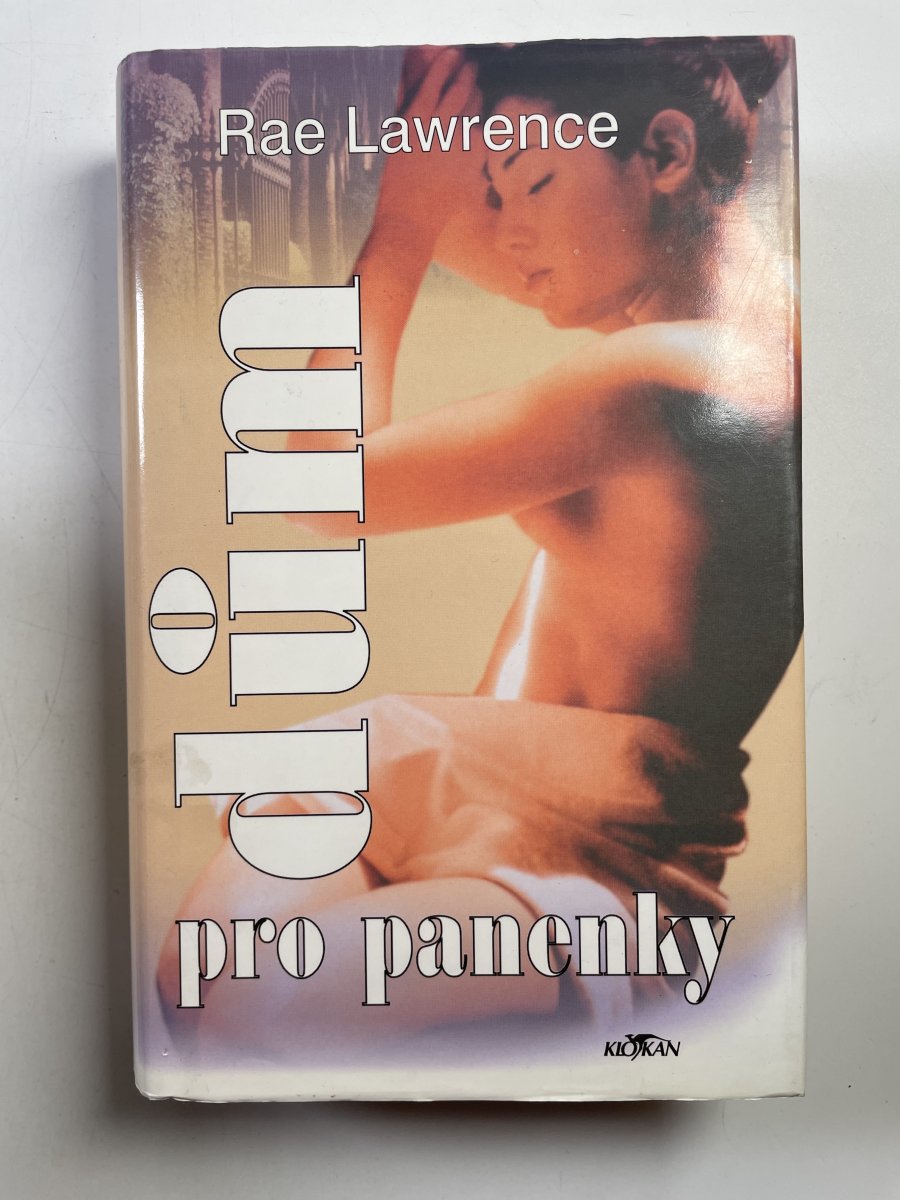 Rae Lawrence
dům
pro panenky
KLOKAN